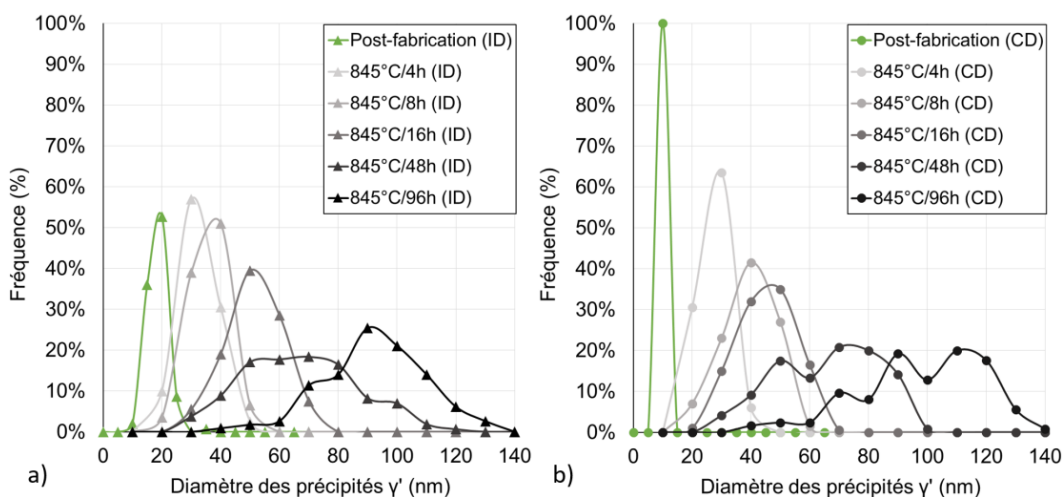 100%
90%
80%
70%
60%
50%
40%
30%
20%
10%
0%
Fréquence (%)
Post-fabrication (ID)
845°C/4h (ID)
845°C/8h (ID)
845°C/16h (ID)
845°C/48h (ID)
845°C/96h (ID)
0 20 40 60 80 100 120 140
a)
Diamètre des précipités γ' (nm)
100%
90%
80%
70%
60%
50%
40%
30%
20%
10%
0%
Fréquence (%)
Post-fabrication (CD)
845°C/4h (CD)
845°C/8h (CD)
845°C/16h (CD)
845°C/48h (CD)
845°C/96h (CD)
0 20 40 60 80 100 120 140
b)
Diamètre des précipités γ' (nm)